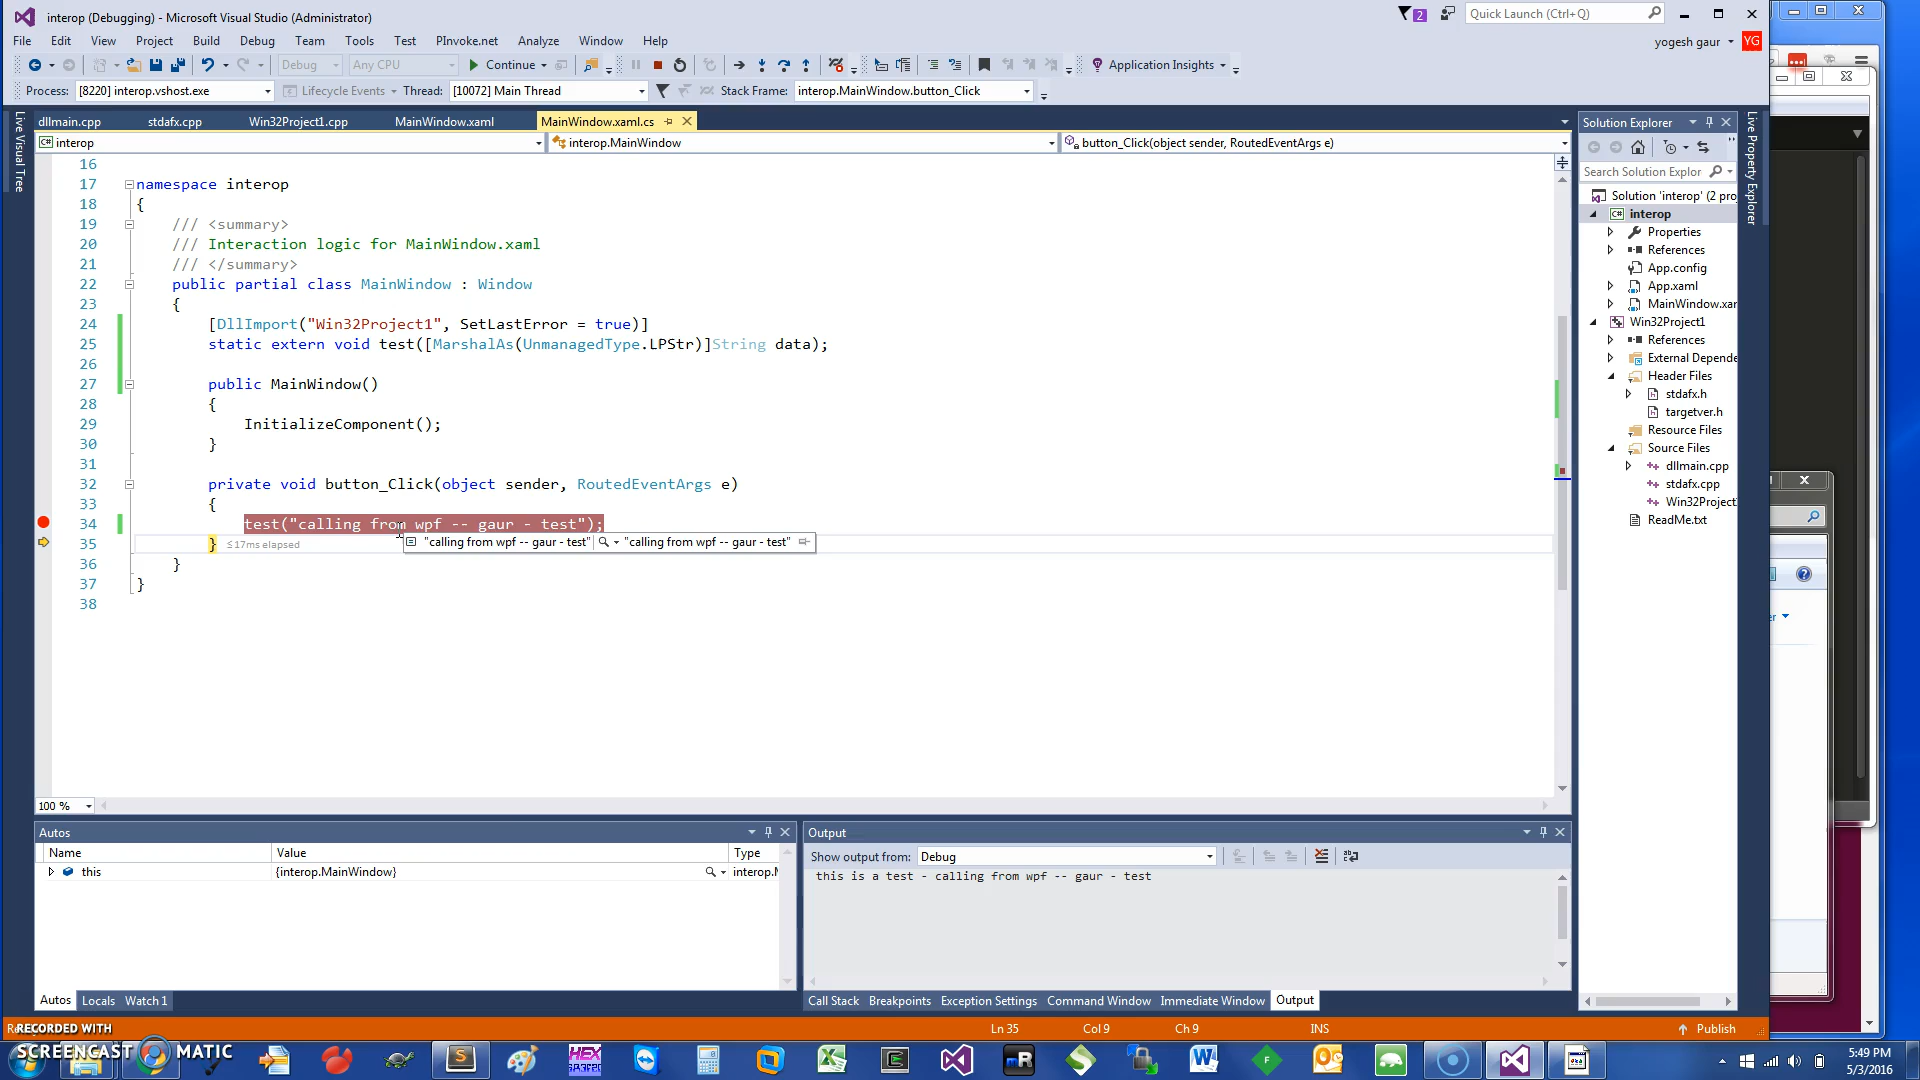 interop (Debugging) - Microsoft Visual Studio (Administrator)
2
Quick Launch (Ctrl+Q)
File Edit View Project Build Debug Team Tools Test PInvoke.net Analyze Window Help
yogesh gaur YG
Debug Any CPU Continue Application Insights
Process: [8220] interop.vshost.exe Lifecycle Events Thread: [10072] Main Thread Stack Frame: interop.MainWindow.button_Click
Live Visual Tree
dllmain.cpp stdafx.cpp Win32Project1.cpp MainWindow.xaml MainWindow.xaml.cs
C# interop interop.MainWindow button_Click(object sender, RoutedEventArgs e)
16
17 namespace interop
18 {
19 /// <summary>
20 /// Interaction logic for MainWindow.xaml
21 /// </summary>
22 public partial class MainWindow : Window
23 {
24 [DllImport("Win32Project1", SetLastError = true)]
25 static extern void test([MarshalAs(UnmanagedType.LPStr)]String data);
26
27 public MainWindow()
28 {
29 InitializeComponent();
30 }
31
32 private void button_Click(object sender, RoutedEventArgs e)
33 {
34 test("calling from wpf -- gaur - test");
35 } ≤17ms elapsed
"calling from wpf -- gaur - test" "calling from wpf -- gaur - test"
36 }
37 }
38
100 %
Solution Explorer
Search Solution Explor
Solution 'interop' (2 pro
C# interop
Properties
References
App.config
App.xaml
MainWindow.xar
Win32Project1
References
External Depende
Header Files
stdafx.h
targetver.h
Resource Files
Source Files
dllmain.cpp
stdafx.cpp
Win32Project
ReadMe.txt
Live Property Explorer
Autos
Name Value Type
this {interop.MainWindow} interop.M
Autos Locals Watch 1
Output
Show output from: Debug
this is a test - calling from wpf -- gaur - test
Call Stack Breakpoints Exception Settings Command Window Immediate Window Output
Ln 35 Col 9 Ch 9 INS Publish
RECORDED WITH
SCREENCAST MATIC
HEX
5:49 PM
5/3/2016